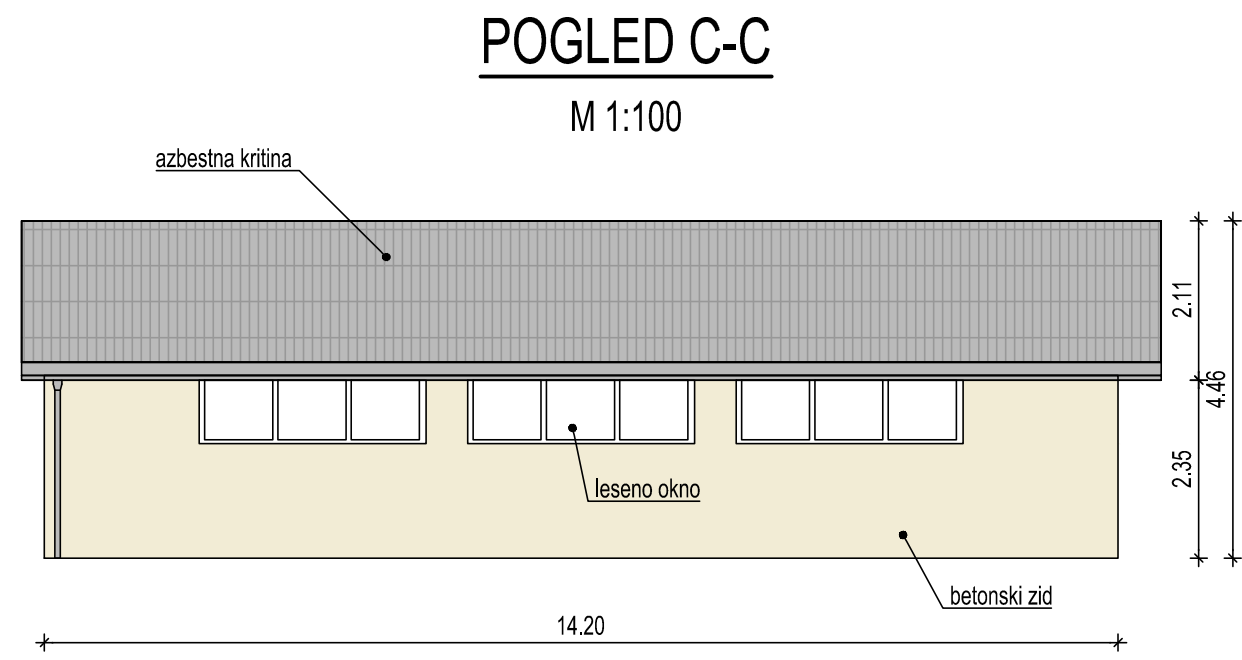 POGLED C-C
M 1:100
azbestna kritina
2.11
4.46
2.35
leseno okno
betonski zid
14.20